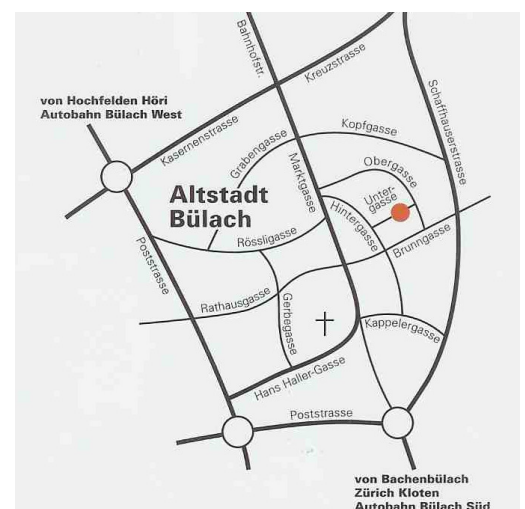 Bahnhofstr.
Kreuzstrasse
von Hochfelden Höri
Autobahn Bülach West
Schaffhauserstrasse
Kasernenstrasse
Grabengasse
Kopfgasse
Marktgasse
Obergasse
Unter-
gasse
Altstadt
Bülach
Hintergasse
Rössligasse
Brunngasse
Poststrasse
Rathausgasse
Gerbegasse
Kappelergasse
Hans Haller-Gasse
Poststrasse
von Bachenbülach
Zürich Kloten
Autobahn Bülach Süd